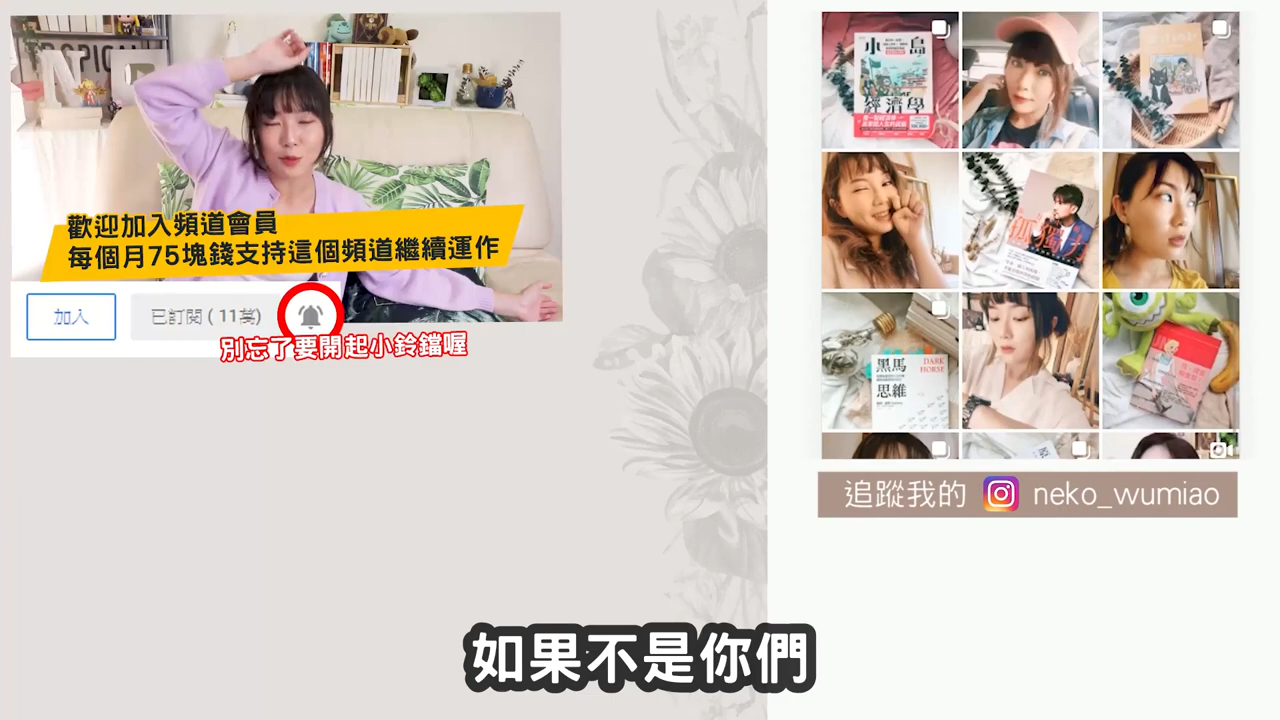 歡迎加入頻道會員
每個月75塊錢支持這個頻道繼續運作
加入
已訂閱 ( 11萬)
別忘了要開起小鈴鐺喔
小島
經濟學
孤獨力
黑馬
思維
DARK
HORSE
追蹤我的 neko_wumiao
如果不是你們